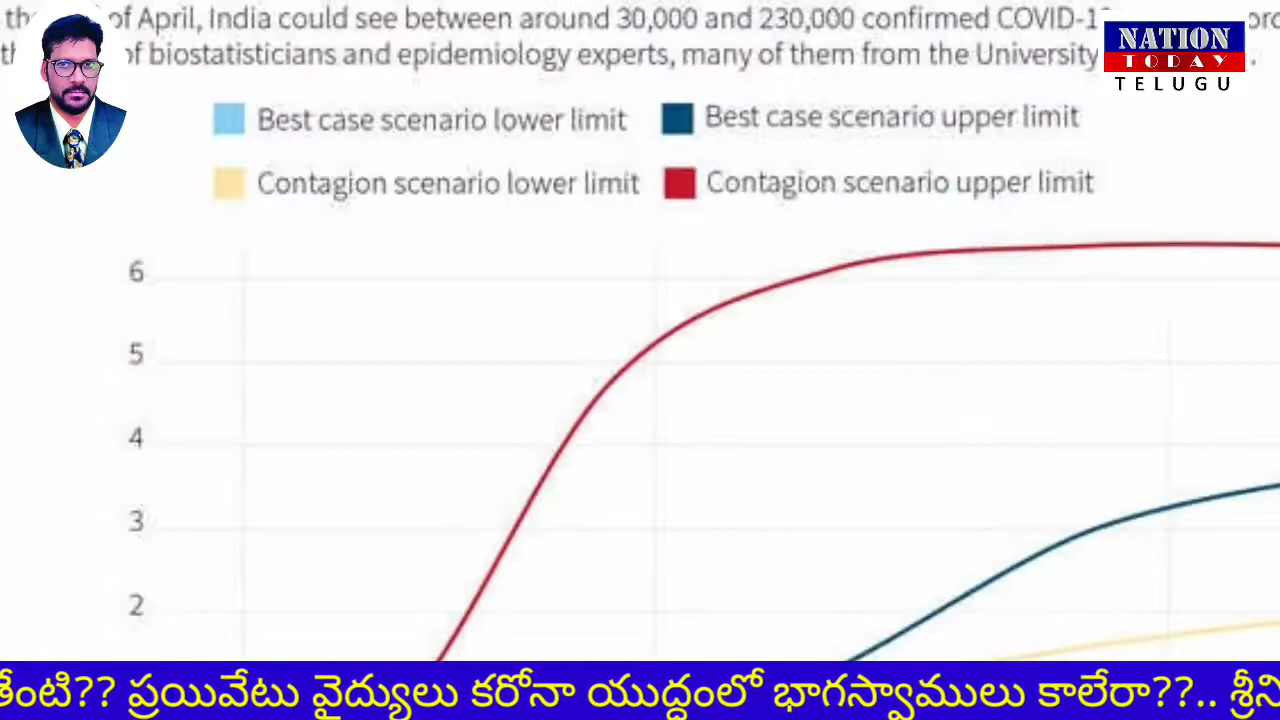 of April, India could see between around 30,000 and 230,000 confirmed COVID-1
of biostatisticians and epidemiology experts, many of them from the University
NATION
TODAY
TELUGU
Best case scenario lower limit
Best case scenario upper limit
Contagion scenario lower limit
Contagion scenario upper limit
6
5
4
3
2
ప్రయివేటు వైద్యులు కరోనా యుద్ధంలో భాగస్వాములు కాలేరా??..